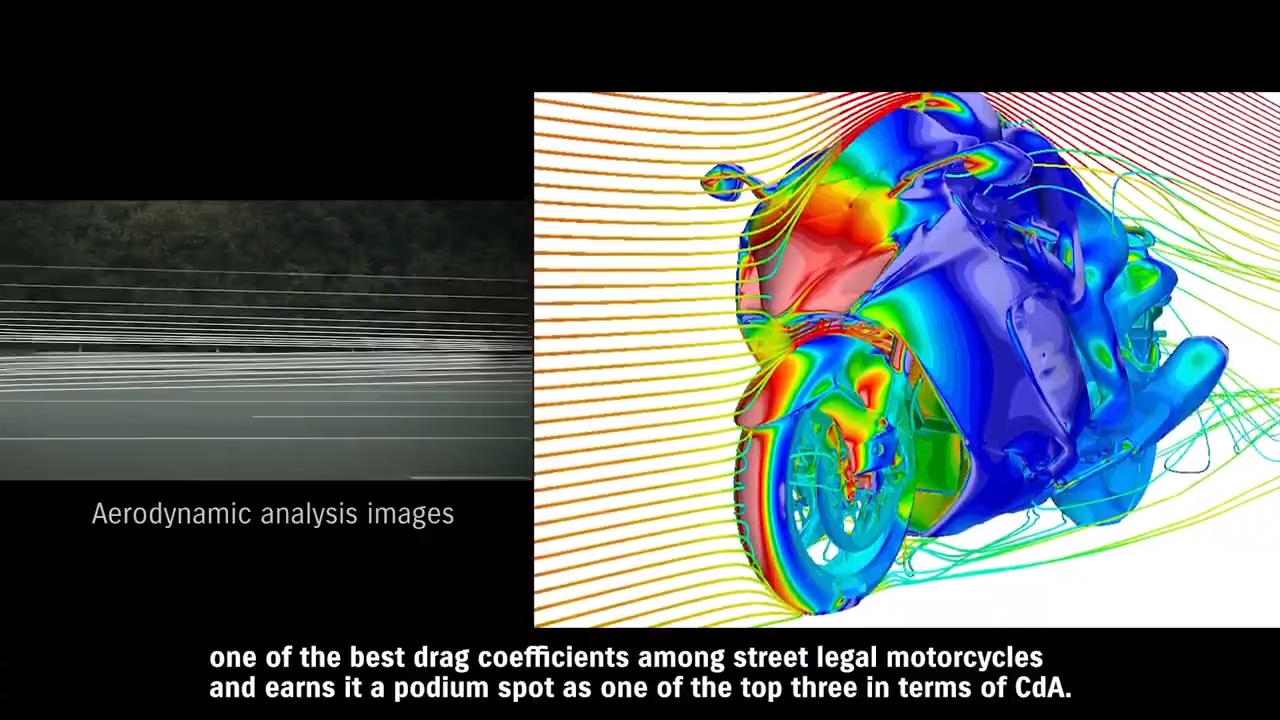 Aerodynamic analysis images
one of the best drag coefficients among street legal motorcycles
and earns it a podium spot as one of the top three in terms of CdA.